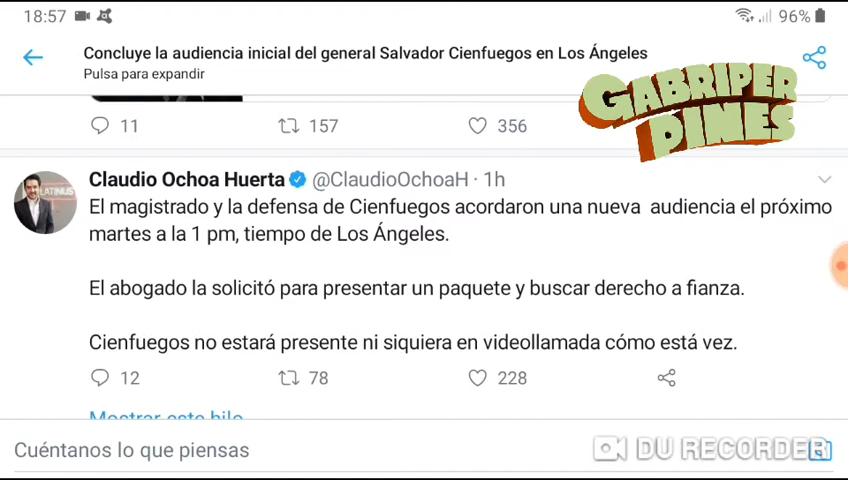 18:57
96%
Concluye la audiencia inicial del general Salvador Cienfuegos en Los Ángeles
Pulsa para expandir
GABRIPER
PINES
11
157
356
LATINUS
Claudio Ochoa Huerta @ClaudioOchoaH · 1h
El magistrado y la defensa de Cienfuegos acordaron una nueva audiencia el próximo
martes a la 1 pm, tiempo de Los Ángeles.
El abogado la solicitó para presentar un paquete y buscar derecho a fianza.
Cienfuegos no estará presente ni siquiera en videollamada cómo está vez.
12
78
228
Mostrar este hilo
Cuéntanos lo que piensas
DU RECORDER